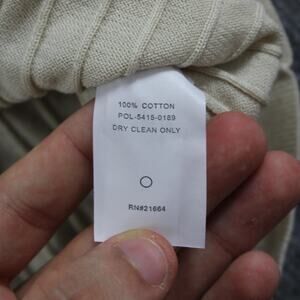 100% COTTON
POL-5415-0189
DRY CLEAN ONLY
RN#21664